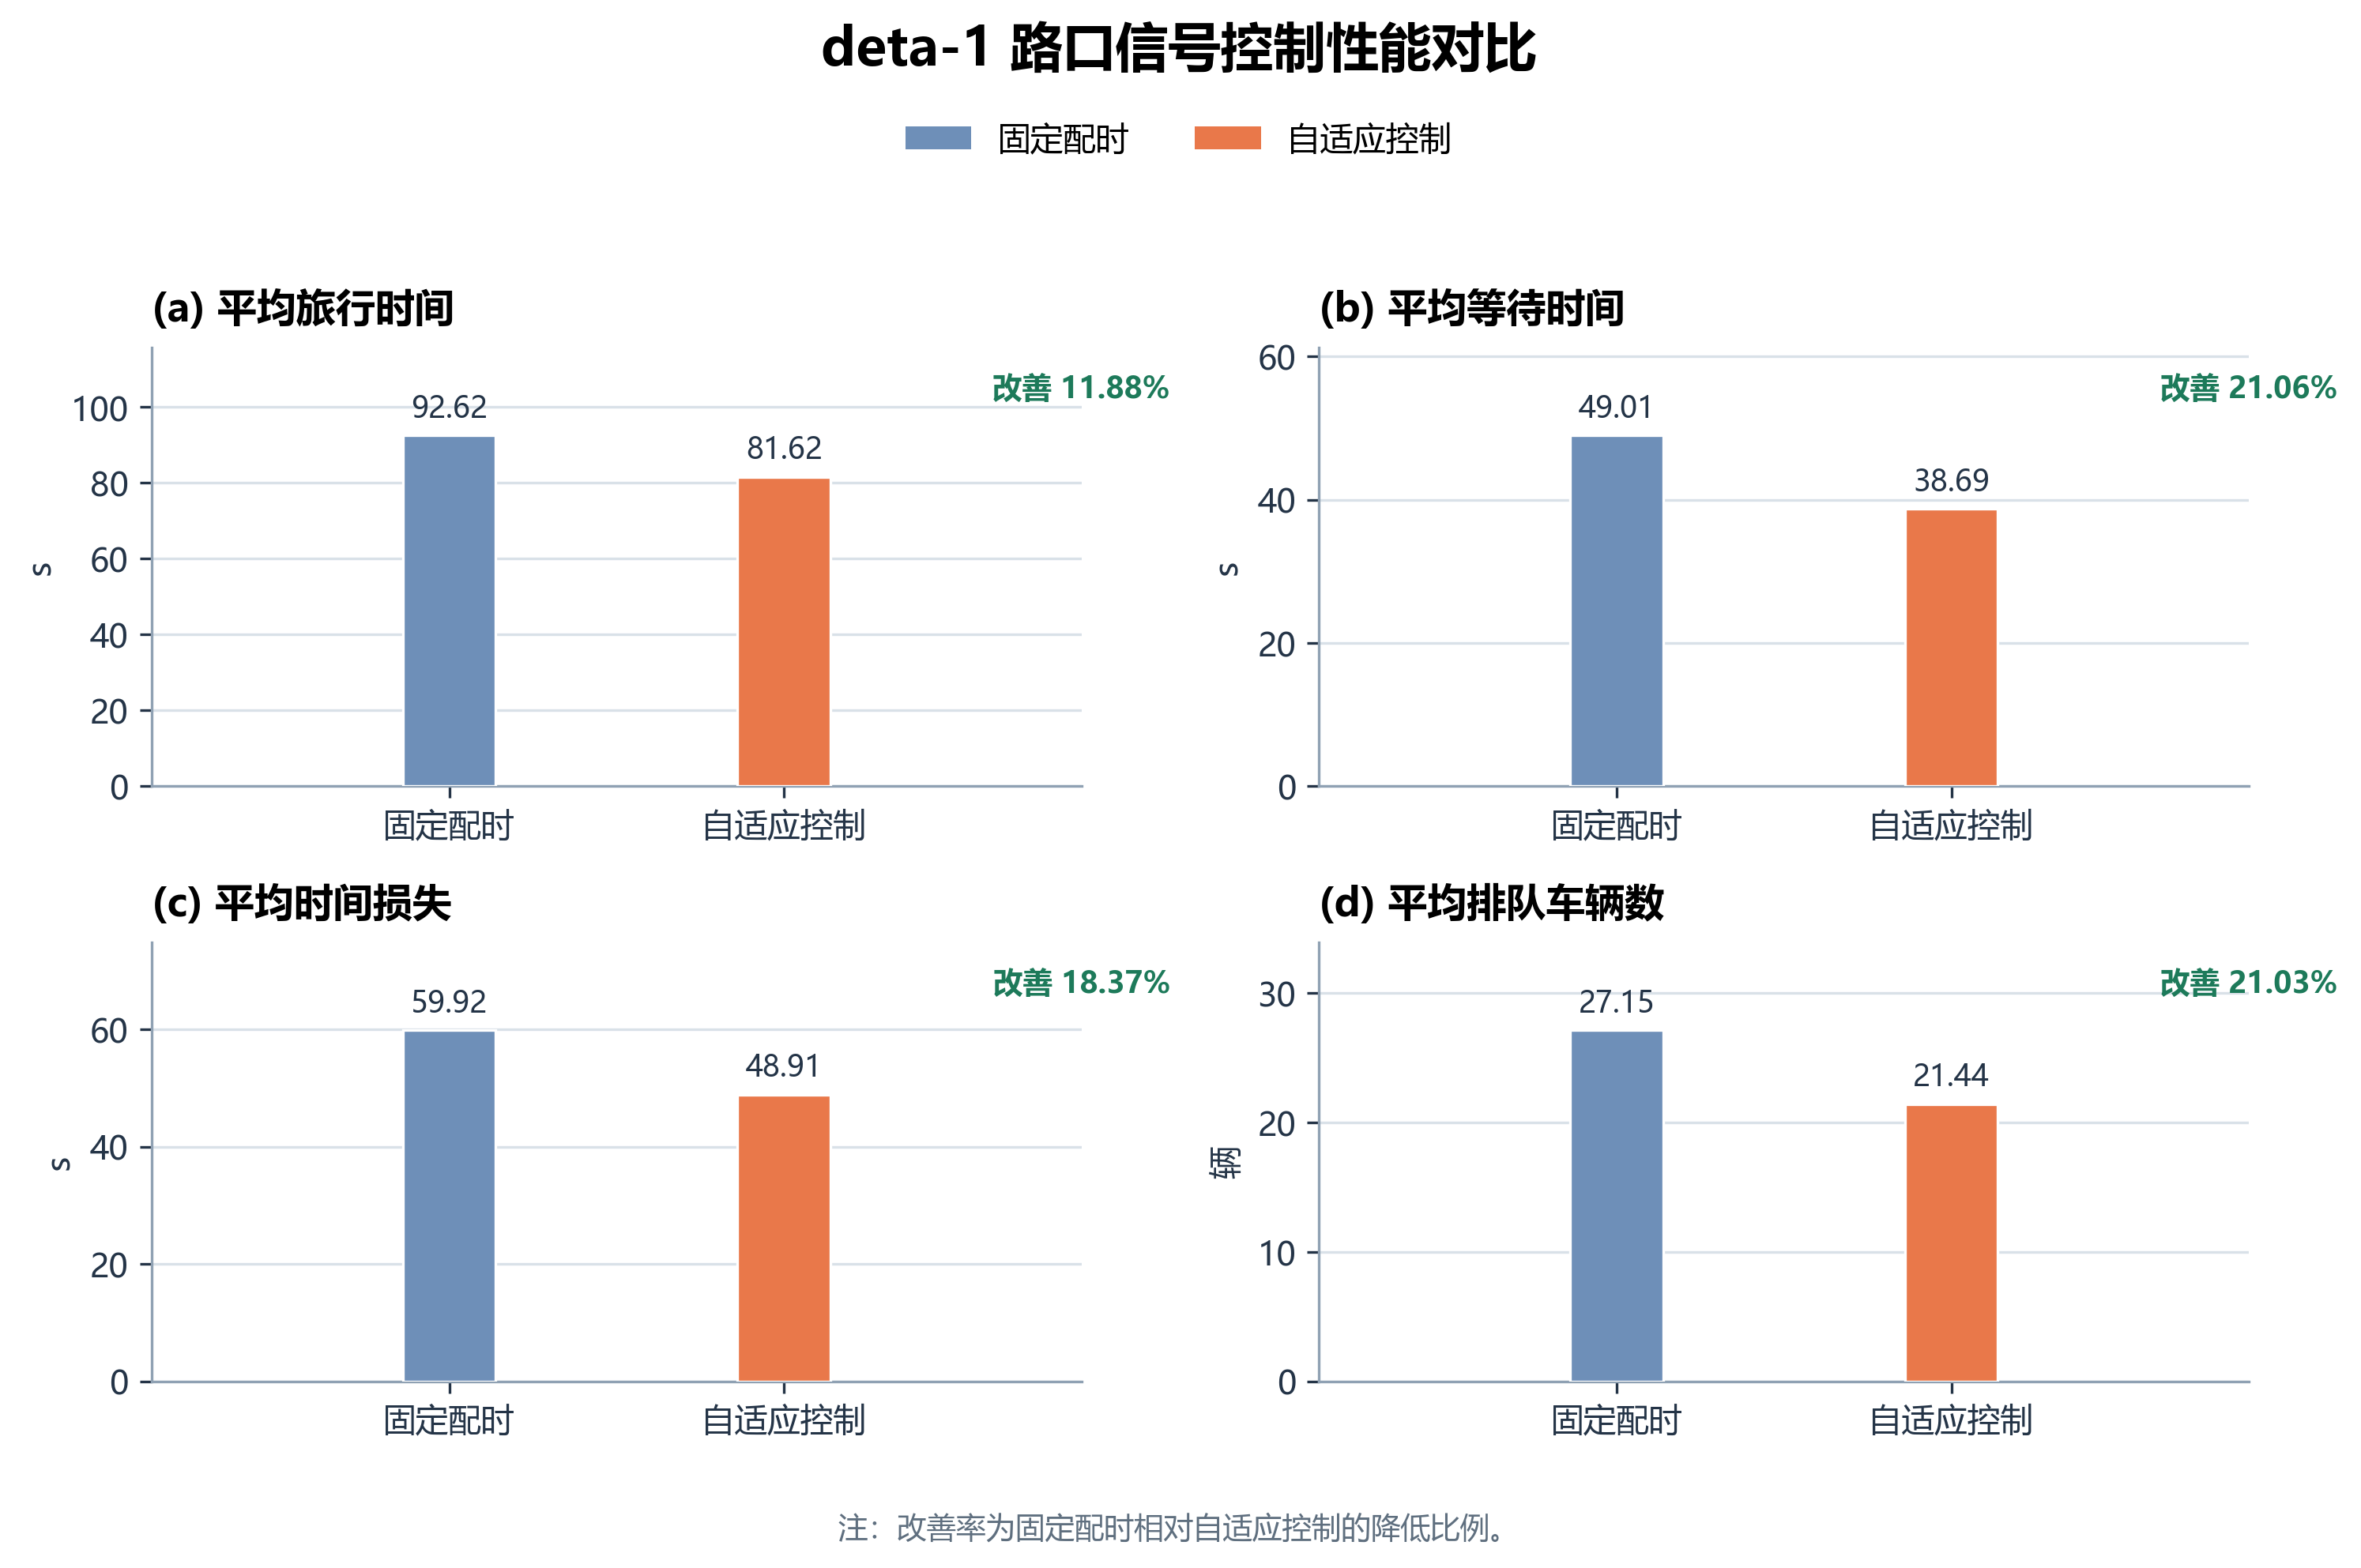 deta-1 路口信号控制性能对比
固定配时 自适应控制
(a) 平均旅行时间
改善 11.88%
100
80
60
40
20
0
s
92.62
81.62
固定配时 自适应控制
(b) 平均等待时间
改善 21.06%
60
40
20
0
s
49.01
38.69
固定配时 自适应控制
(c) 平均时间损失
改善 18.37%
60
40
20
0
s
59.92
48.91
固定配时 自适应控制
(d) 平均排队车辆数
改善 21.03%
30
20
10
0
辆
27.15
21.44
固定配时 自适应控制
注：改善率为固定配时相对自适应控制的降低比例。